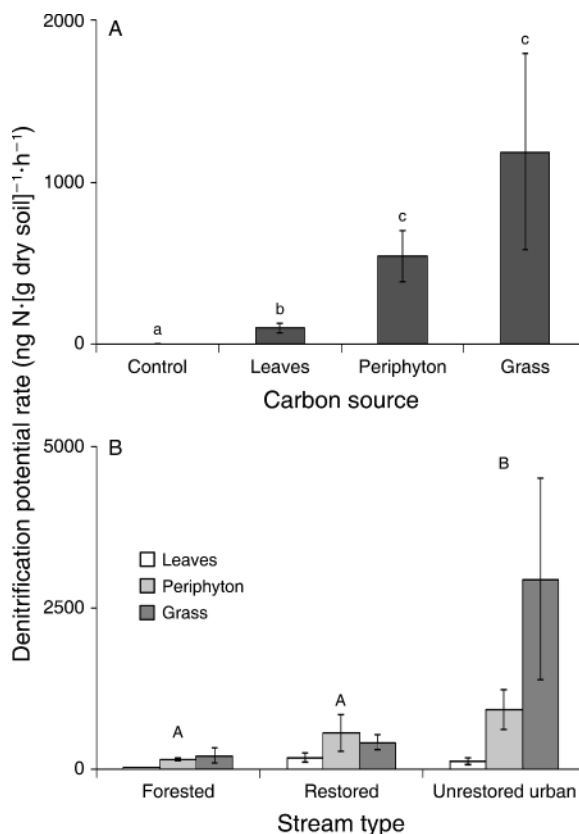 Denitrification potential rate (ng N·[g dry soil]⁻¹·h⁻¹)
A
2000
1000
0
a
b
c
c
Control Leaves Periphyton Grass
Carbon source
B
5000
2500
0
Leaves
Periphyton
Grass
A
A
B
Forested Restored Unrestored urban
Stream type